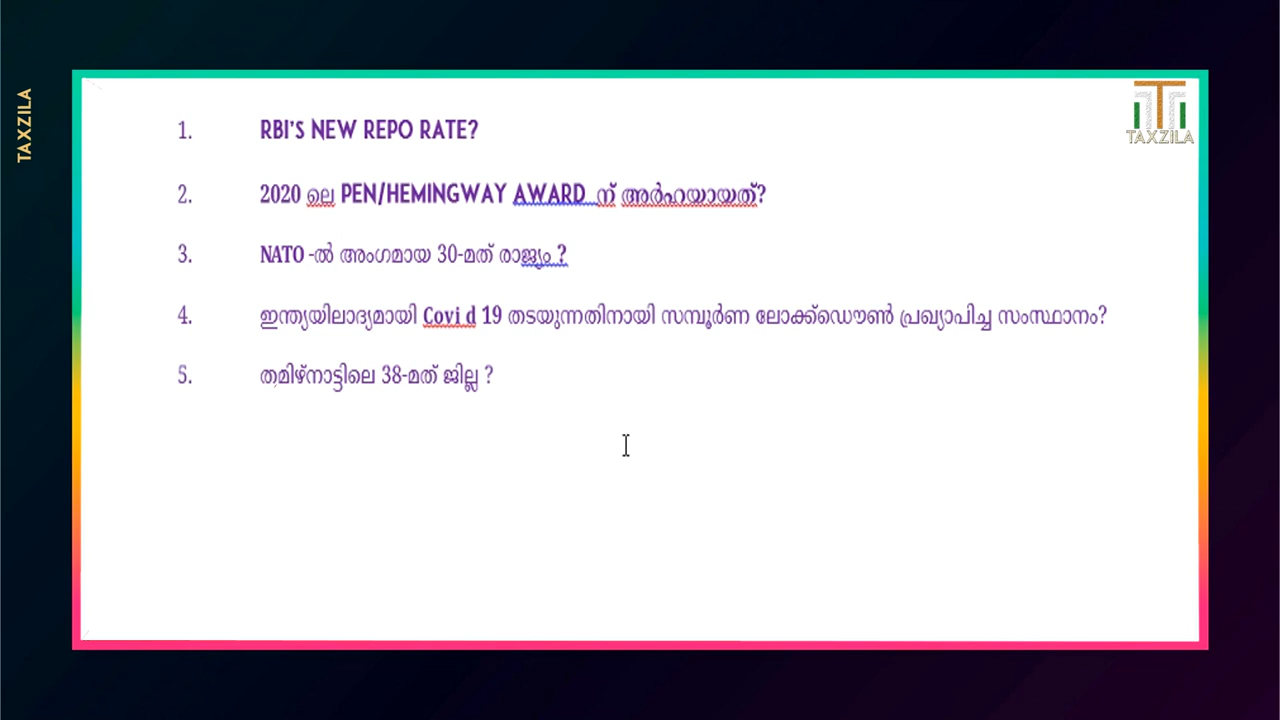 TAXZILA
TAXZILA
1. RBI'S NEW REPO RATE?
2. 2020 ലെ PEN/HEMINGWAY AWARD ന് അർഹയായത്?
3. NATO -ൽ അംഗമായ 30-മത് രാജ്യം ?
4. ഇന്ത്യയിലാദ്യമായി Covi d 19 തടയുന്നതിനായി സമ്പൂർണ ലോക്ക്ഡൌൺ പ്രഖ്യാപിച്ച സംസ്ഥാനം?
5. തമിഴ്നാട്ടിലെ 38-മത് ജില്ല ?